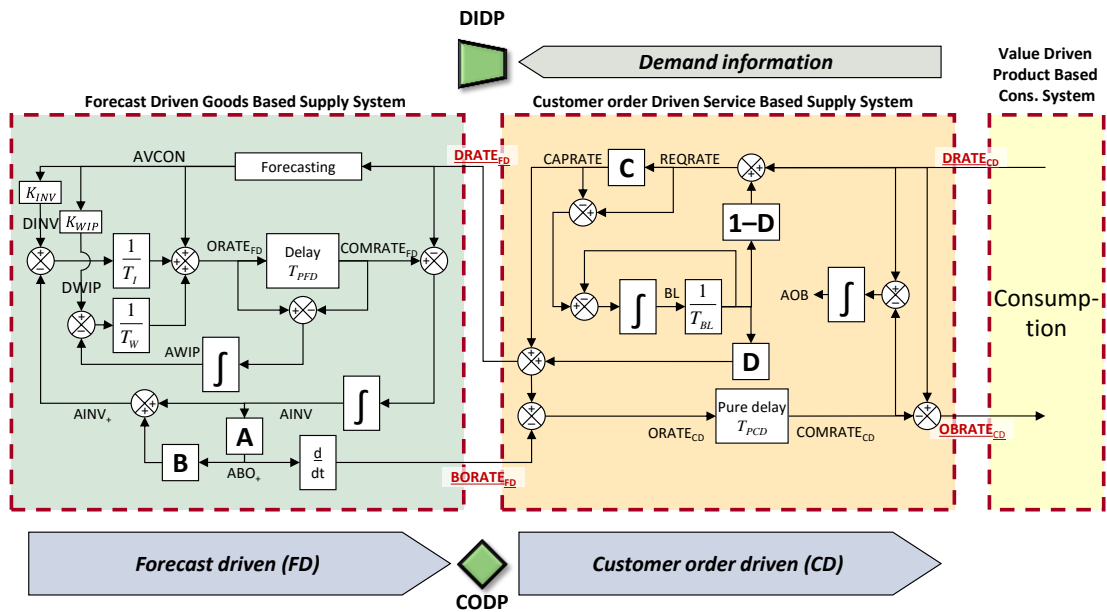 DIDP
Demand information
Value Driven
Product Based
Cons. System
Forecast Driven Goods Based Supply System
Customer order Driven Service Based Supply System
AVCON
Forecasting
DRATE_FD
CAPRATE
C
REQRATE
DRATE_CD
K_INV
K_WIP
DINV
1–D
ORATE_FD
Delay
T_PFD
COMRATE_FD
1
T_I
DWIP
1
T_W
AWIP
∫
∫
BL
1
T_BL
AOB
∫
Consump-
tion
D
AINV_+
AINV
∫
A
B
ABO_+
d
dt
BORATE_FD
ORATE_CD
Pure delay
T_PCD
COMRATE_CD
OBRATE_CD
Forecast driven (FD)
CODP
Customer order driven (CD)